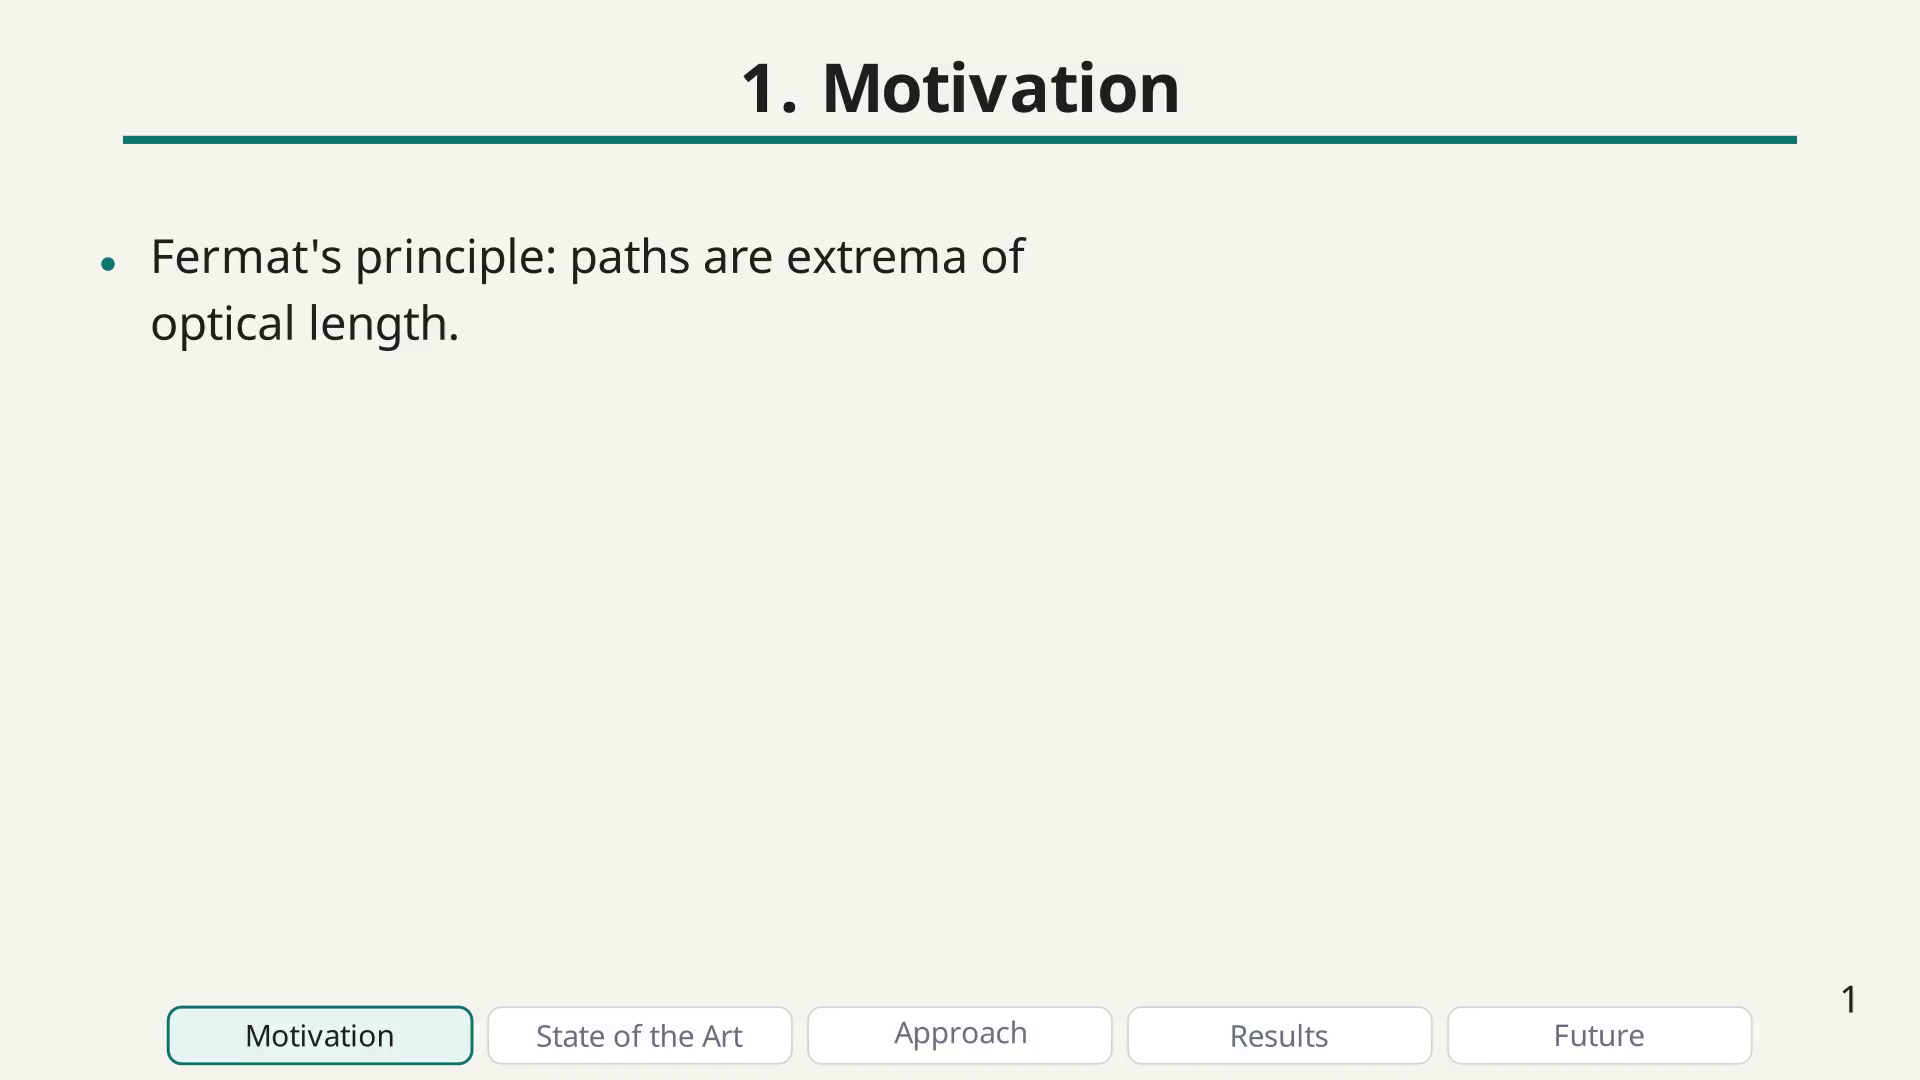 1. Motivation
• Fermat's principle: paths are extrema of
optical length.
1
Motivation
State of the Art
Approach
Results
Future